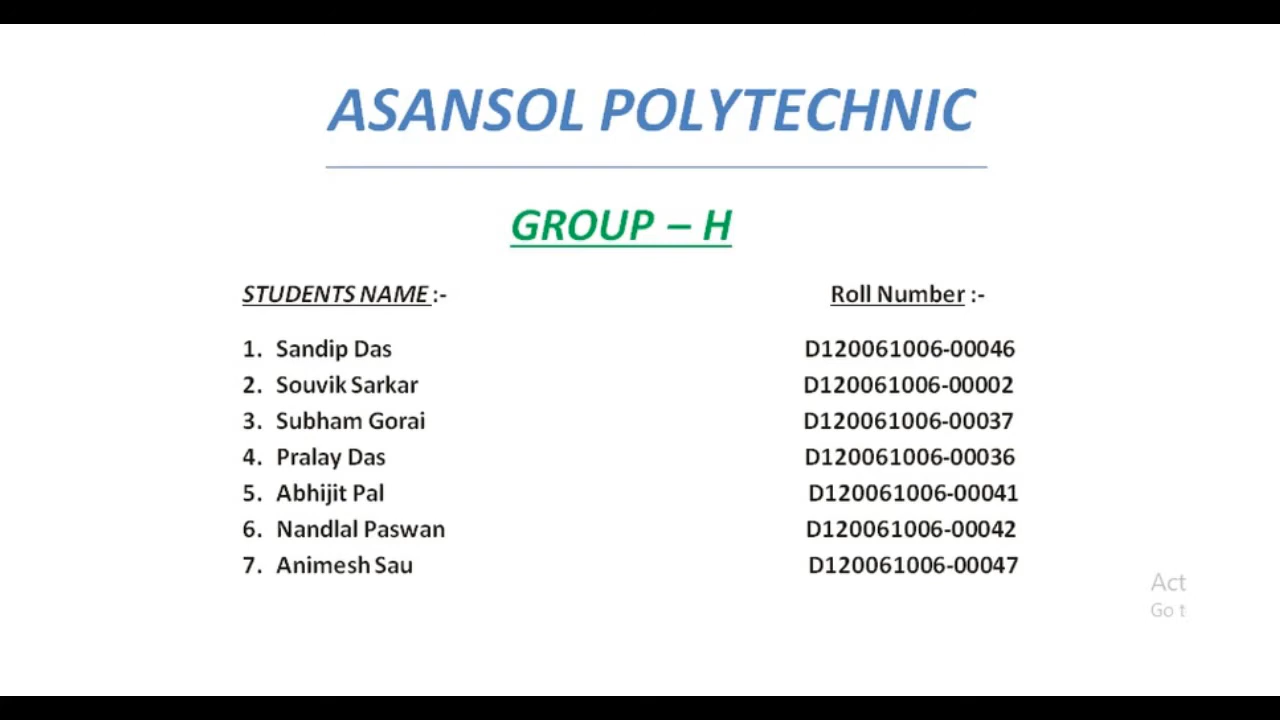 ASANSOL POLYTECHNIC
GROUP – H
STUDENTS NAME :- Roll Number :-
1. Sandip Das D120061006-00046
2. Souvik Sarkar D120061006-00002
3. Subham Gorai D120061006-00037
4. Pralay Das D120061006-00036
5. Abhijit Pal D120061006-00041
6. Nandlal Paswan D120061006-00042
7. Animesh Sau D120061006-00047
Act
Go t